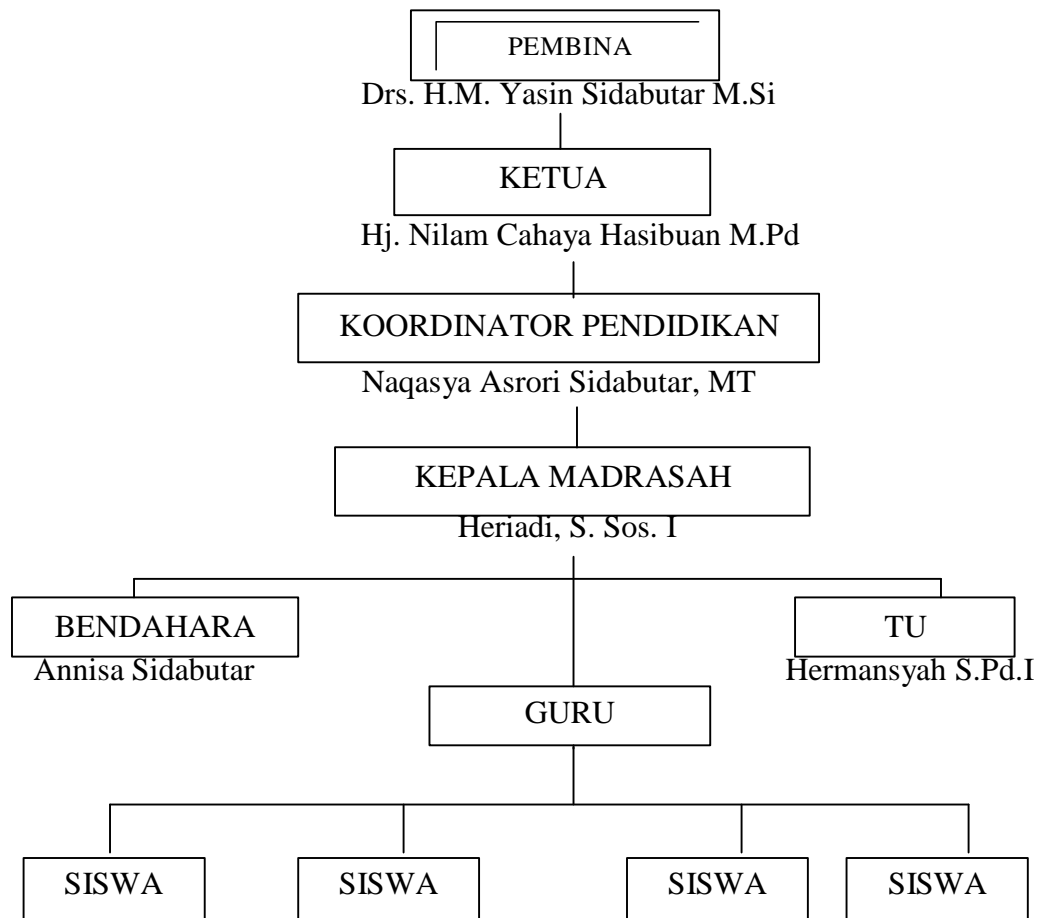 PEMBINA
Drs. H.M. Yasin Sidabutar M.Si
KETUA
Hj. Nilam Cahaya Hasibuan M.Pd
KOORDINATOR PENDIDIKAN
Naqasya Asrori Sidabutar, MT
KEPALA MADRASAH
Heriadi, S. Sos. I
BENDAHARA
Annisa Sidabutar
TU
Hermansyah S.Pd.I
GURU
SISWA
SISWA
SISWA
SISWA